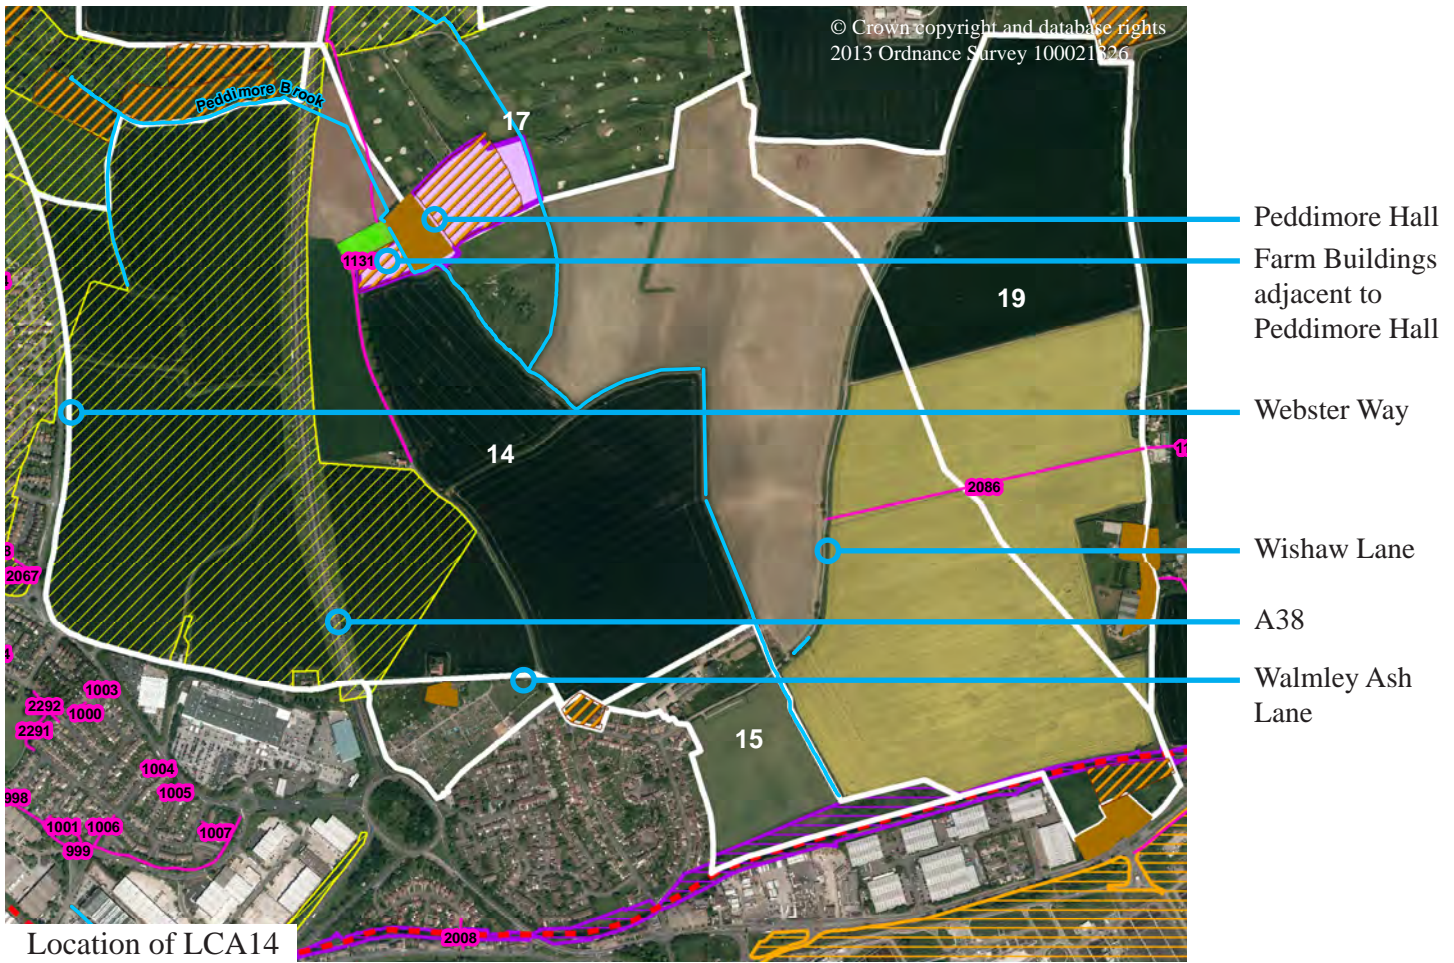 © Crown copyright and database rights
2013 Ordnance Survey 100021326
Peddimore Brook
17
Peddimore Hall
1131
Farm Buildings
adjacent to
Peddimore Hall
19
Webster Way
14
2086
Wishaw Lane
2067
A38
Walmley Ash
Lane
1003
2292
1000
2291
15
1004
1005
998
1001
1006
1007
999
2008
Location of LCA14